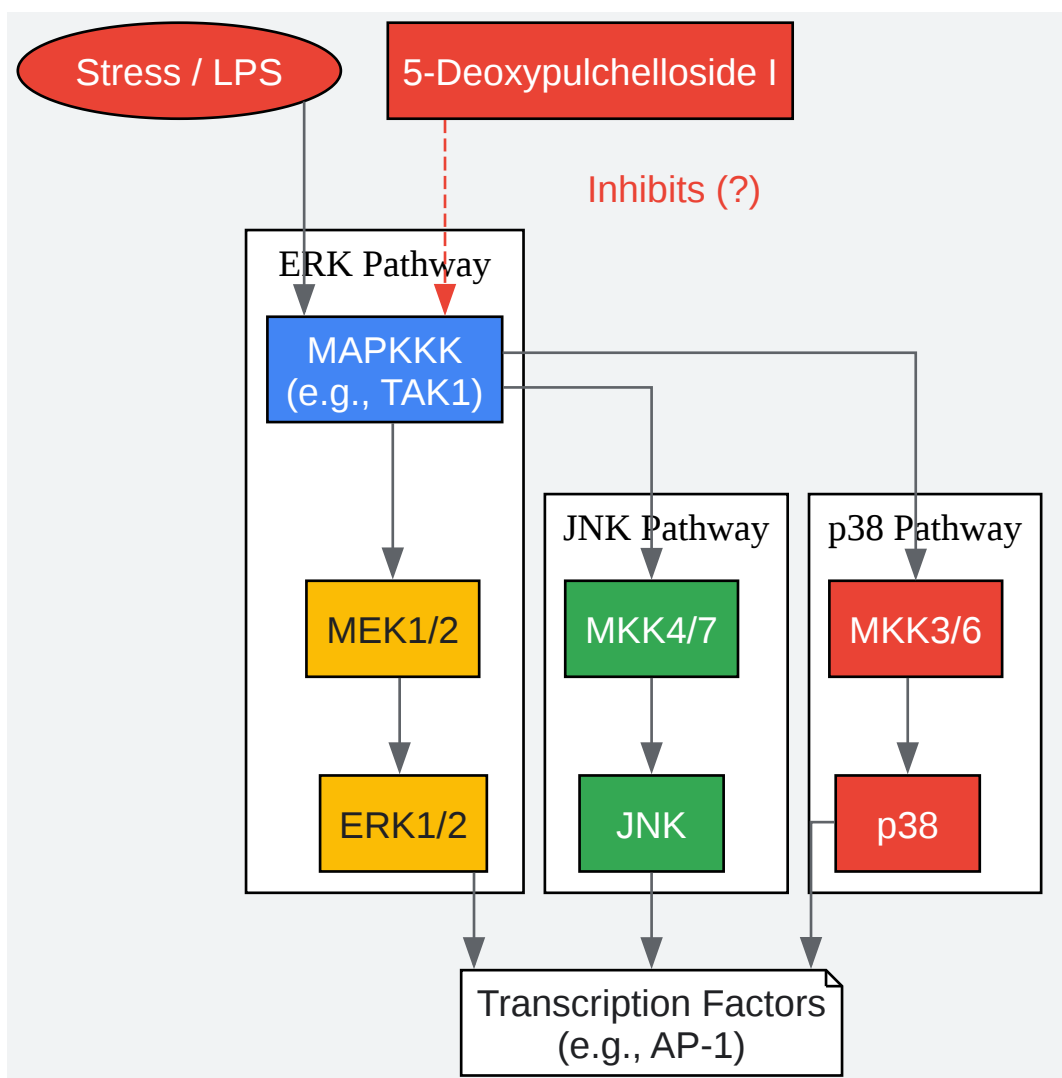 Stress / LPS
5-Deoxypulchelloside I
Inhibits (?)
ERK Pathway
MAPKKK
(e.g., TAK1)
JNK Pathway
p38 Pathway
MEK1/2
MKK4/7
MKK3/6
ERK1/2
JNK
p38
Transcription Factors
(e.g., AP-1)